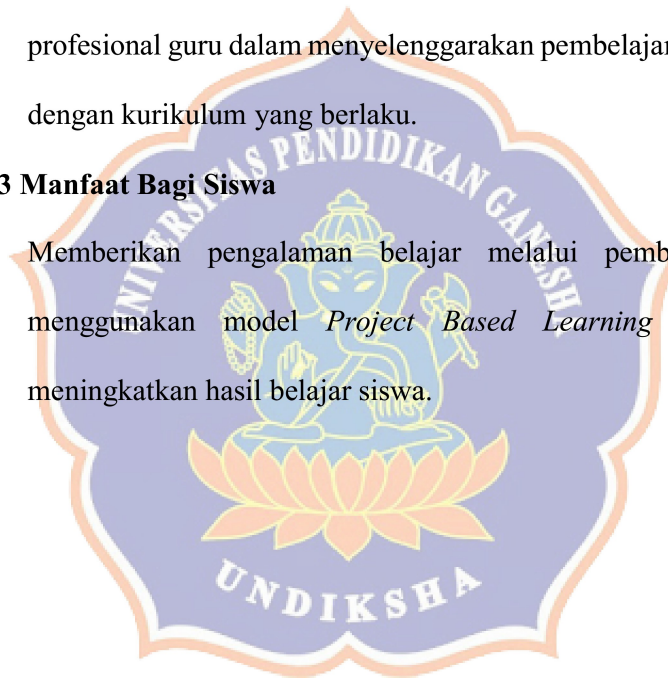 profesional guru dalam menyelenggarakan pembelajar
dengan kurikulum yang berlaku.
3 Manfaat Bagi Siswa
Memberikan pengalaman belajar melalui pemb
menggunakan model Project Based Learning
meningkatkan hasil belajar siswa.
UNIVERSITAS PENDIDIKAN GANESHA
UNDIKSHA